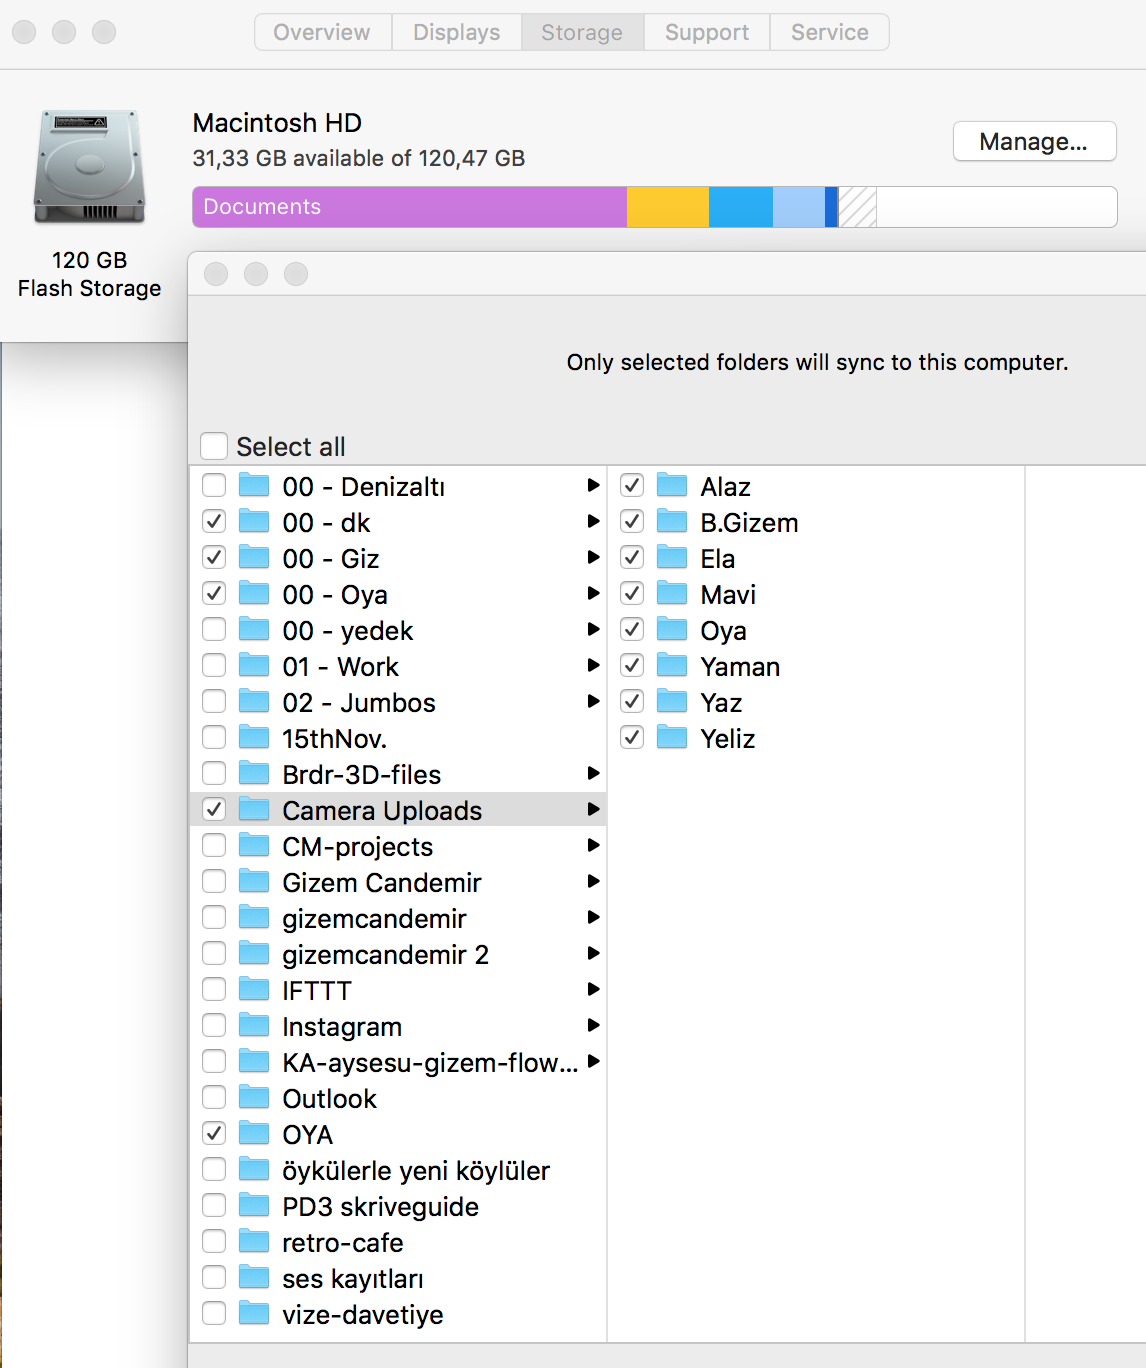 Overview Displays Storage Support Service
Macintosh HD
31,33 GB available of 120,47 GB
Manage...
Documents
120 GB
Flash Storage
Only selected folders will sync to this computer.
Select all
00 - Denizaltı
00 - dk
00 - Giz
00 - Oya
00 - yedek
01 - Work
02 - Jumbos
15thNov.
Brdr-3D-files
Camera Uploads
CM-projects
Gizem Candemir
gizemcandemir
gizemcandemir 2
IFTTT
Instagram
KA-aysesu-gizem-flow...
Outlook
OYA
öykülerle yeni köylüler
PD3 skriveguide
retro-cafe
ses kayıtları
vize-davetiye
Alaz
B.Gizem
Ela
Mavi
Oya
Yaman
Yaz
Yeliz